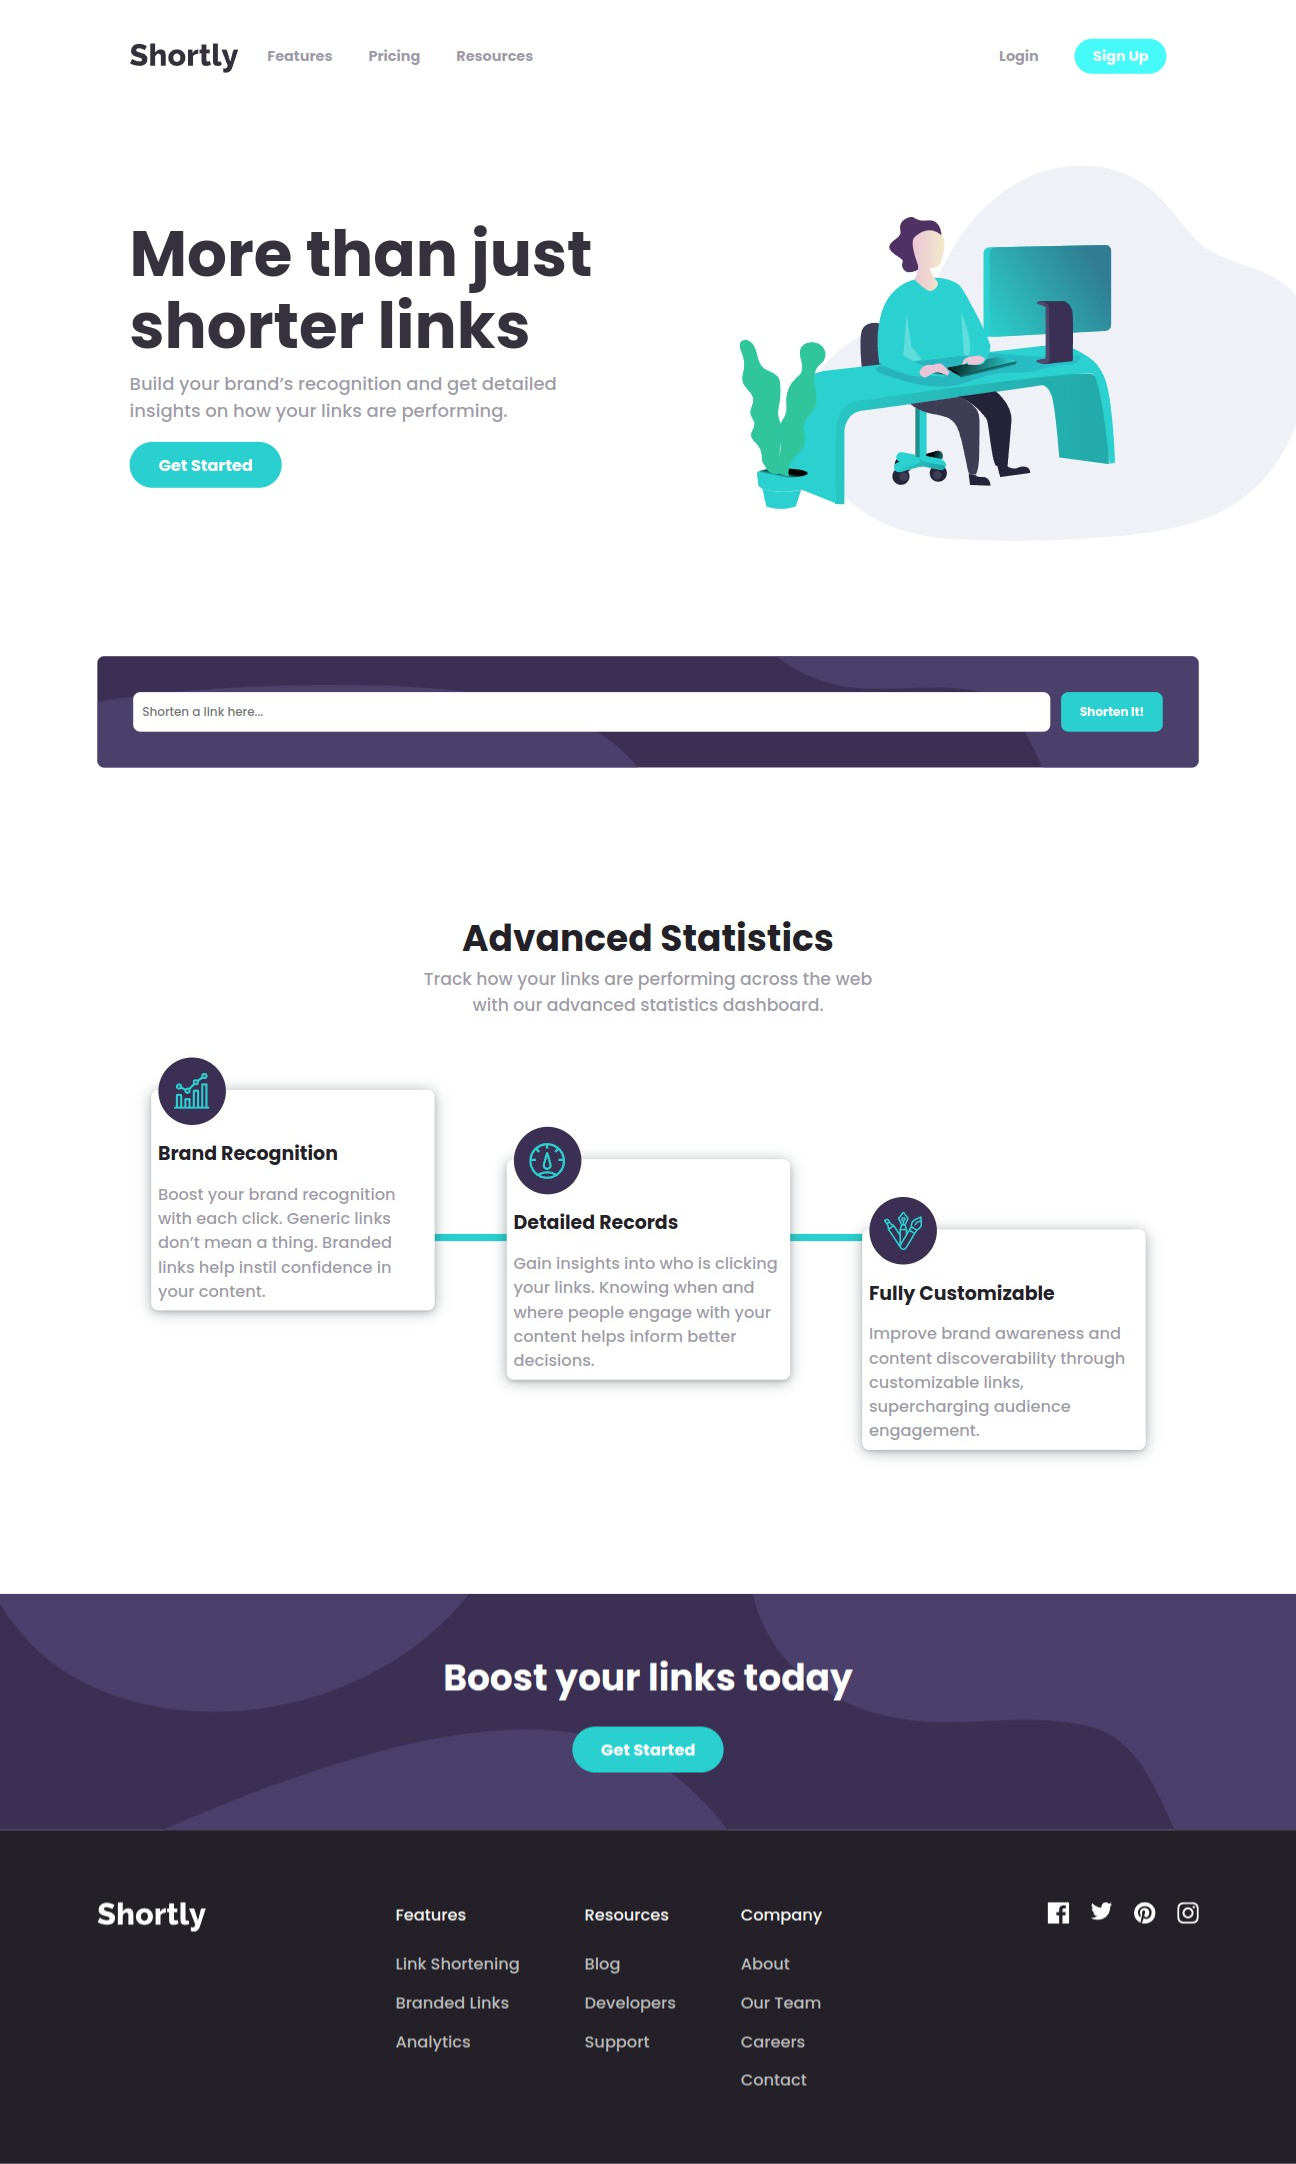 Shortly Features Pricing Resources Login Sign Up
More than just
shorter links
Build your brand’s recognition and get detailed
insights on how your links are performing.
Get Started
Shorten a link here... Shorten It!
Advanced Statistics
Track how your links are performing across the web
with our advanced statistics dashboard.
Brand Recognition
Boost your brand recognition
with each click. Generic links
don’t mean a thing. Branded
links help instil confidence in
your content.
Detailed Records
Gain insights into who is clicking
your links. Knowing when and
where people engage with your
content helps inform better
decisions.
Fully Customizable
Improve brand awareness and
content discoverability through
customizable links,
supercharging audience
engagement.
Boost your links today
Get Started
Shortly
Features
Link Shortening
Branded Links
Analytics
Resources
Blog
Developers
Support
Company
About
Our Team
Careers
Contact